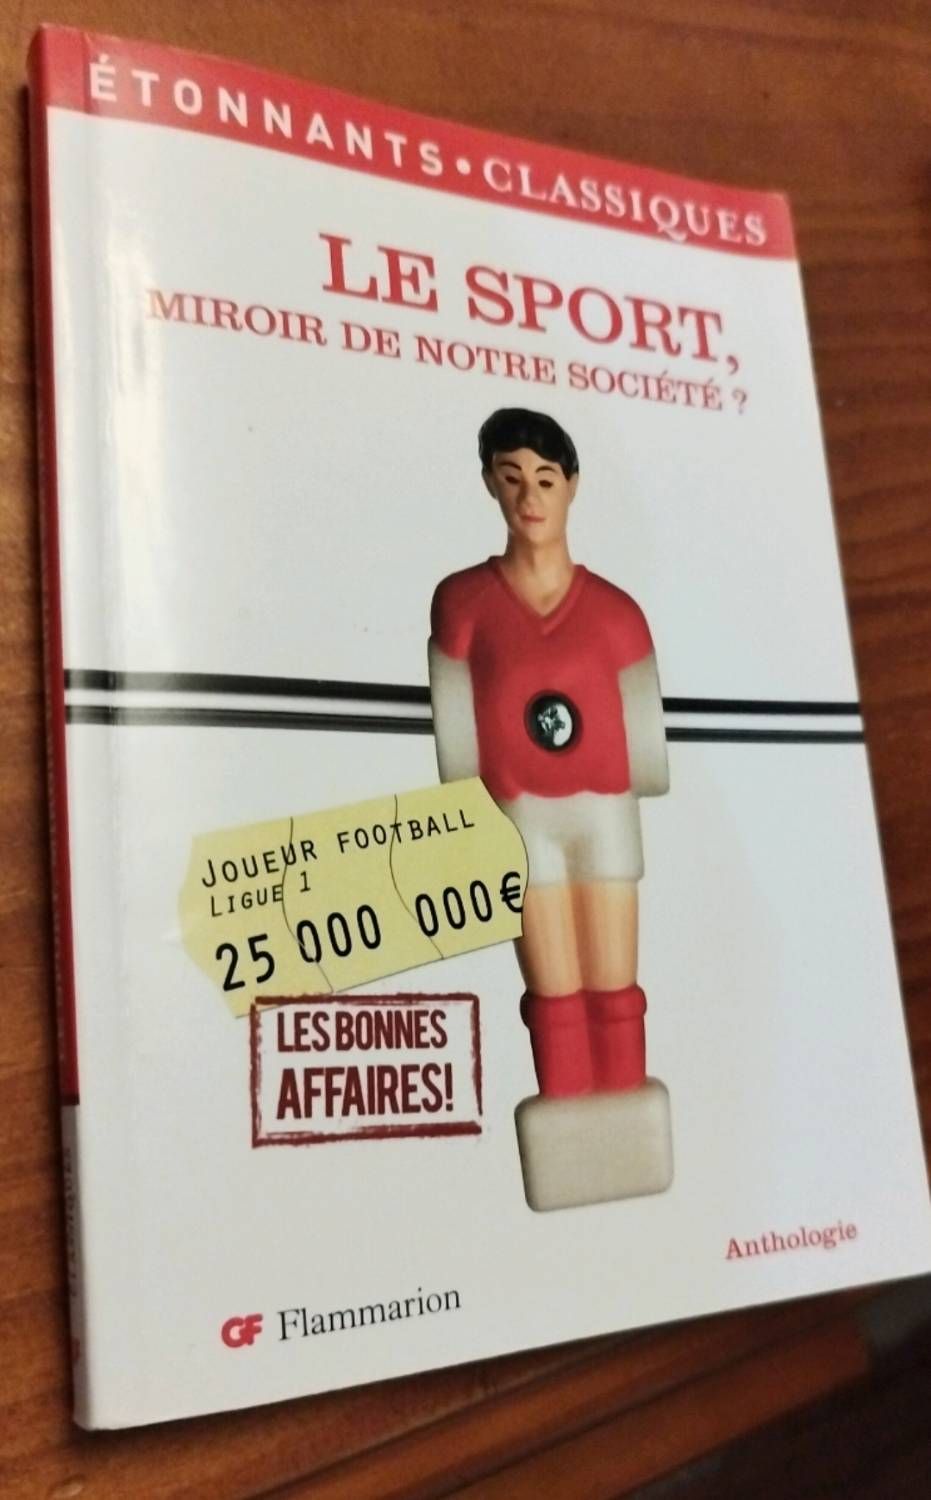 ÉTONNANTS • CLASSIQUES
LE SPORT,
MIROIR DE NOTRE SOCIÉTÉ ?
JOUEUR FOOTBALL
LIGUE 1
25 000 000€
LES BONNES
AFFAIRES!
Anthologie
GF Flammarion